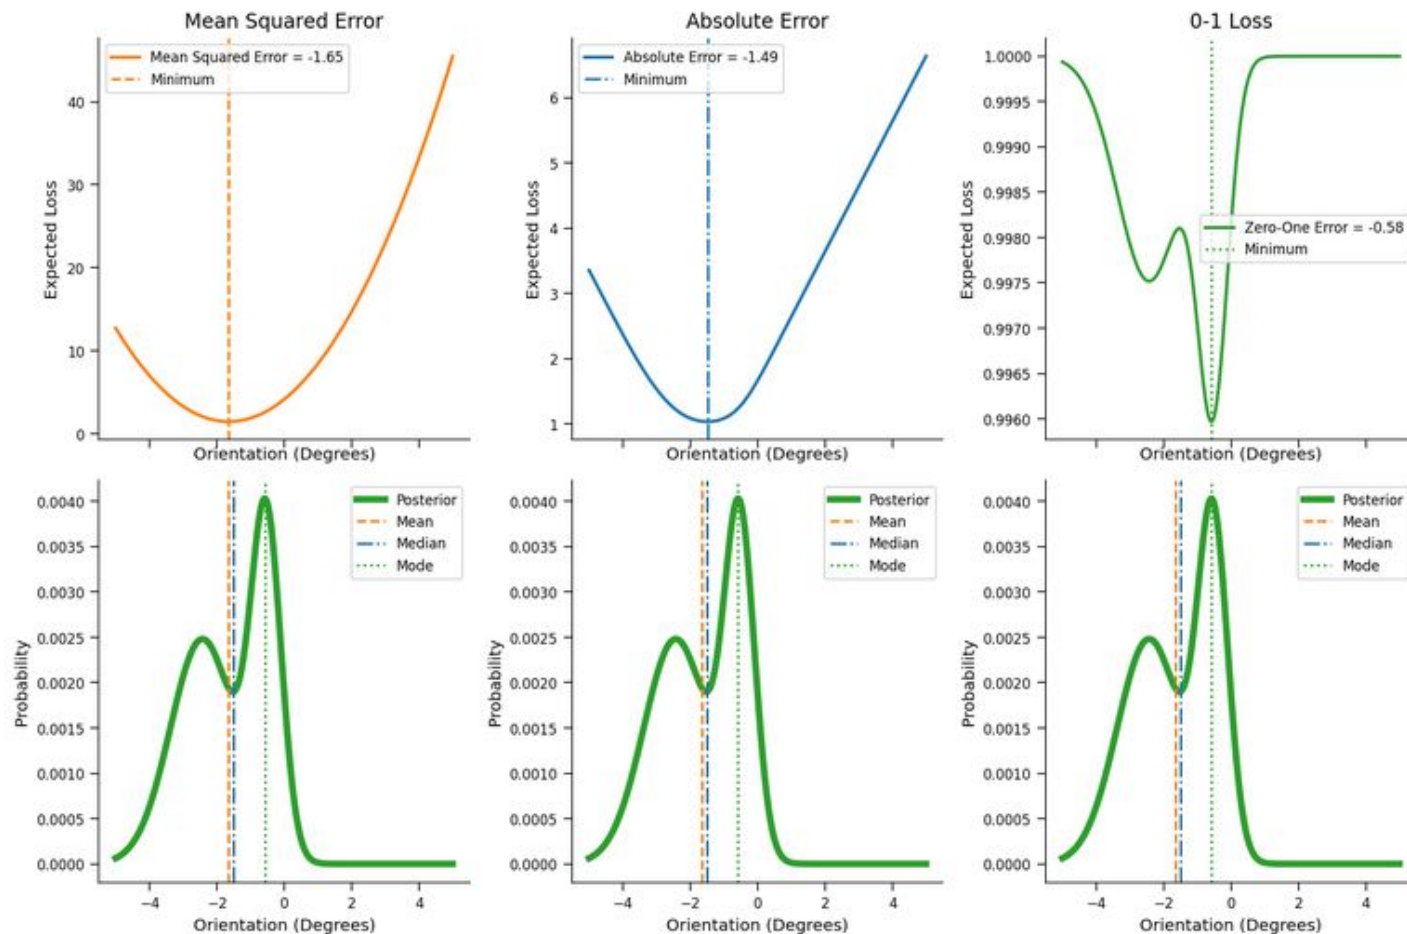 Mean Squared Error
Mean Squared Error = -1.65
Minimum
Expected Loss
40
30
20
10
0
Orientation (Degrees)
Absolute Error
Absolute Error = -1.49
Minimum
Expected Loss
6
5
4
3
2
1
Orientation (Degrees)
0-1 Loss
Zero-One Error = -0.58
Minimum
Expected Loss
1.0000
0.9995
0.9990
0.9985
0.9980
0.9975
0.9970
0.9965
0.9960
Orientation (Degrees)
Posterior
Mean
Median
Mode
Probability
0.0040
0.0035
0.0030
0.0025
0.0020
0.0015
0.0010
0.0005
0.0000
−4 −2 0 2 4
Orientation (Degrees)
Posterior
Mean
Median
Mode
Probability
0.0040
0.0035
0.0030
0.0025
0.0020
0.0015
0.0010
0.0005
0.0000
−4 −2 0 2 4
Orientation (Degrees)
Posterior
Mean
Median
Mode
Probability
0.0040
0.0035
0.0030
0.0025
0.0020
0.0015
0.0010
0.0005
0.0000
−4 −2 0 2 4
Orientation (Degrees)